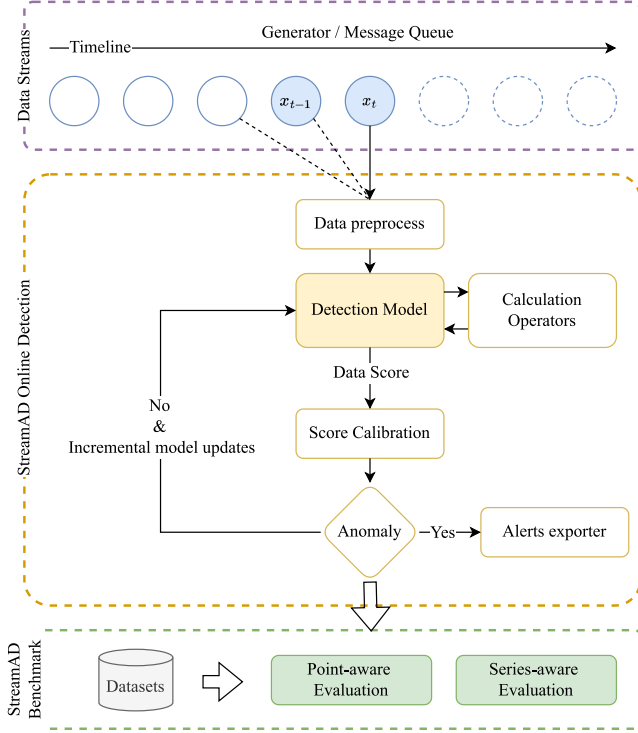 Data Streams
Generator / Message Queue
Timeline
x_{t-1}
x_t
StreamAD Online Detection
Data preprocess
Detection Model
Calculation
Operators
Data Score
No
&
Incremental model updates
Score Calibration
Anomaly
Yes
Alerts exporter
StreamAD
Benchmark
Datasets
Point-aware
Evaluation
Series-aware
Evaluation